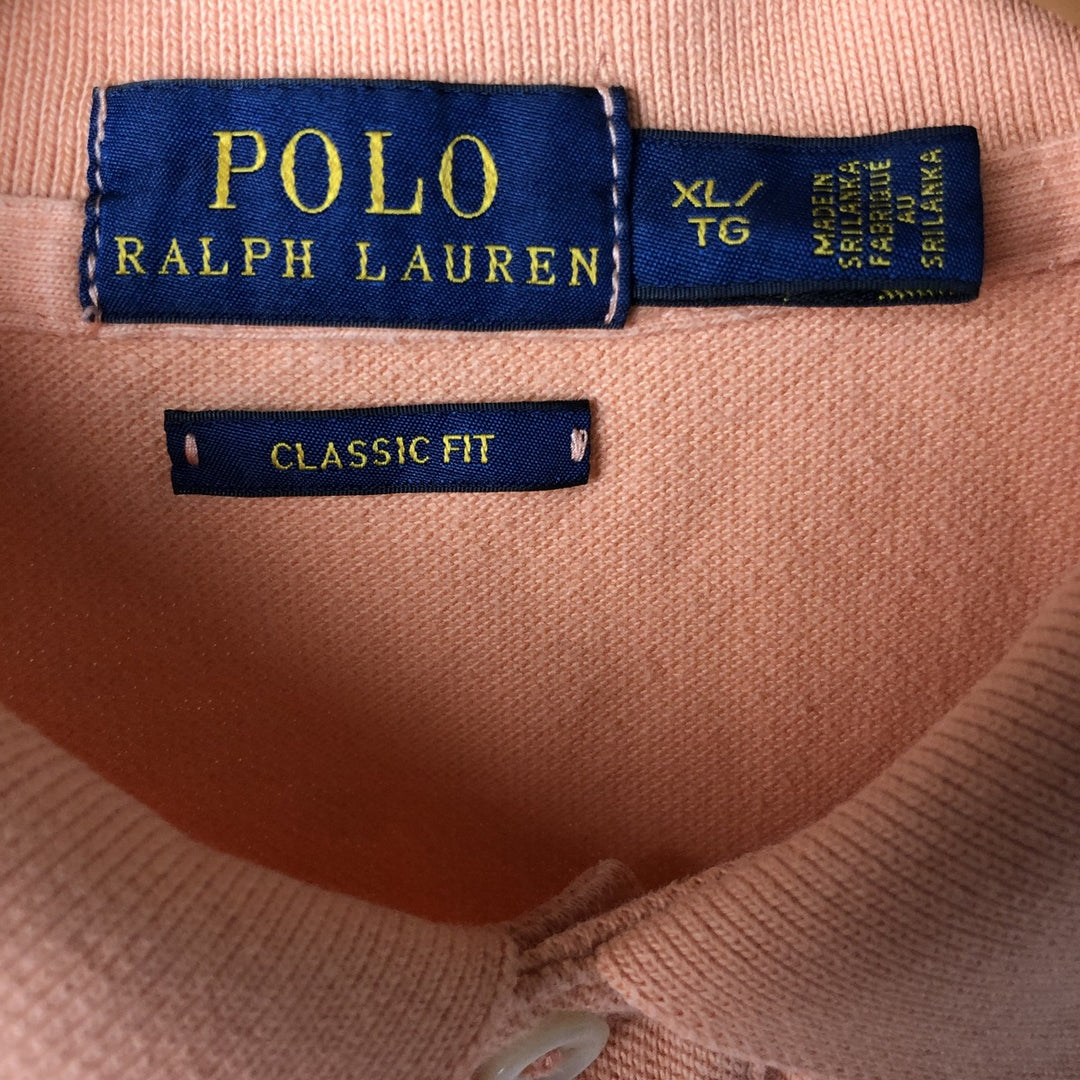 POLO
RALPH LAUREN
XL/
TG
MADE IN
SRI LANKA
FABRIQUÉ
AU
SRI LANKA
CLASSIC FIT